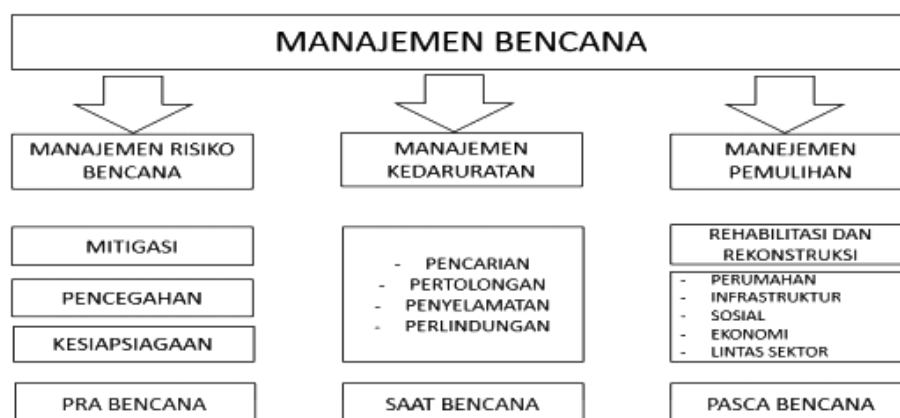 MANAJEMEN BENCANA
MANAJEMEN RISIKO
BENCANA
MANAJEMEN
KEDARURATAN
MANEJEMEN
PEMULIHAN
MITIGASI
PENCEGAHAN
KESIAPSIAGAAN
- PENCARIAN
- PERTOLONGAN
- PENYELAMATAN
- PERLINDUNGAN
REHABILITASI DAN
REKONSTRUKSI
- PERUMAHAN
- INFRASTRUKTUR
- SOSIAL
- EKONOMI
- LINTAS SEKTOR
PRA BENCANA
SAAT BENCANA
PASCA BENCANA